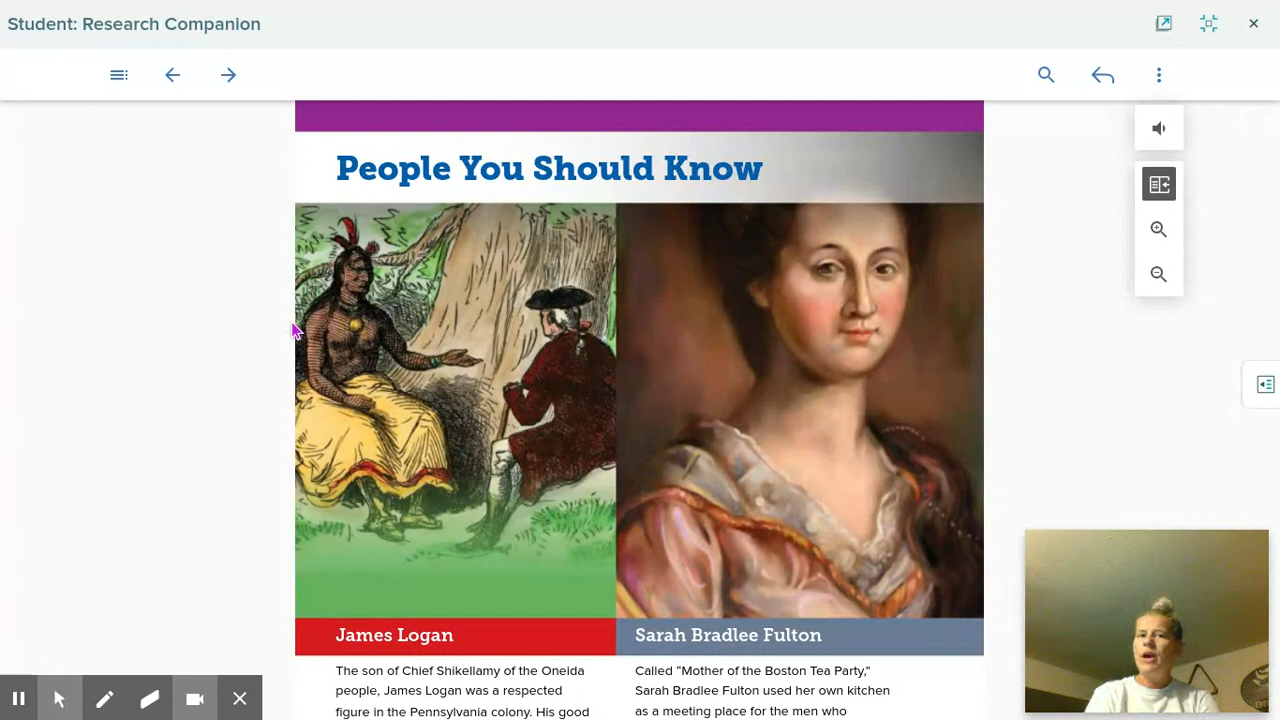 Student: Research Companion
People You Should Know
James Logan
The son of Chief Shikellamy of the Oneida
people, James Logan was a respected
figure in the Pennsylvania colony. His good
Sarah Bradlee Fulton
Called “Mother of the Boston Tea Party,”
Sarah Bradlee Fulton used her own kitchen
as a meeting place for the men who